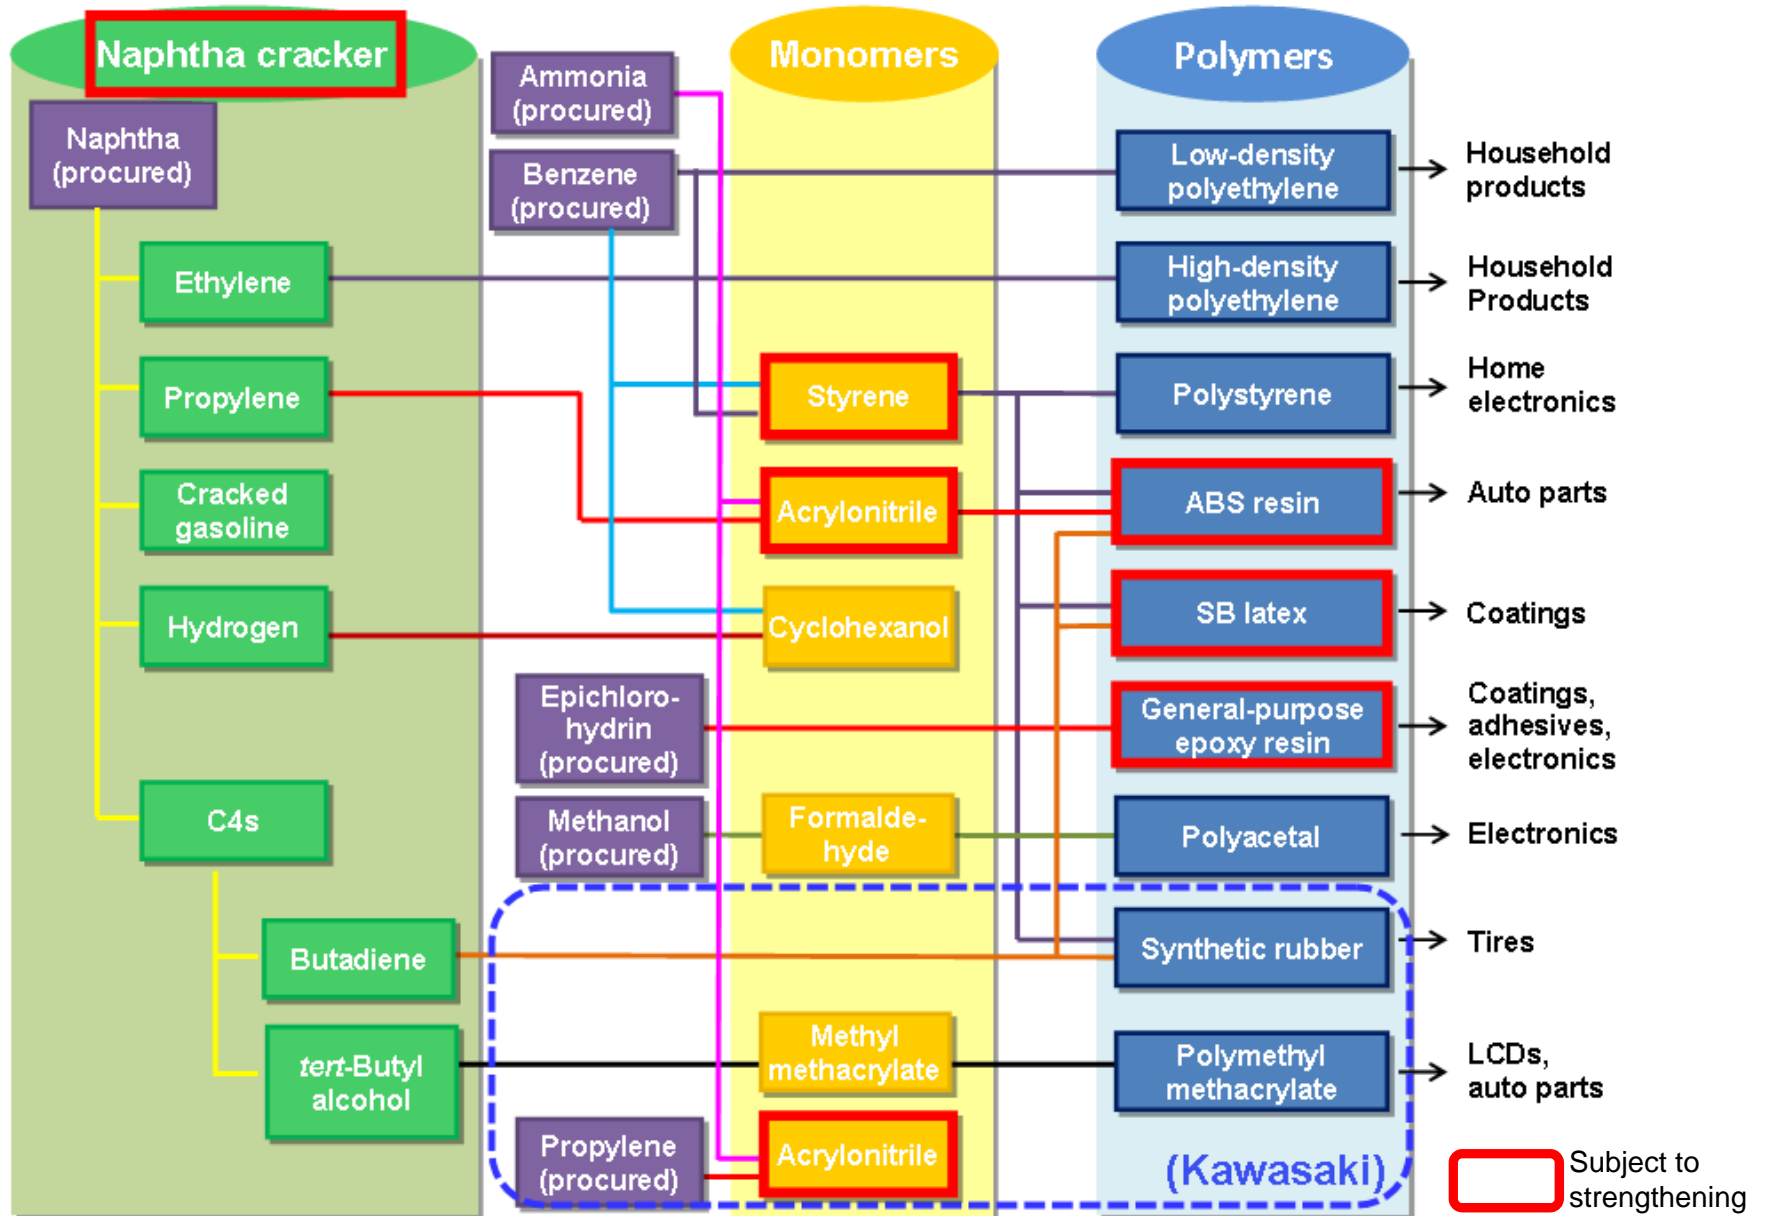 Naphtha cracker
Monomers
Polymers
Naphtha
(procured)
Ethylene
Propylene
Cracked
gasoline
Hydrogen
C4s
Butadiene
tert-Butyl
alcohol
Ammonia
(procured)
Benzene
(procured)
Epichloro-
hydrin
(procured)
Methanol
(procured)
Propylene
(procured)
Styrene
Acrylonitrile
Cyclohexanol
Formalde-
hyde
Methyl
methacrylate
Acrylonitrile
Low-density
polyethylene
High-density
polyethylene
Polystyrene
ABS resin
SB latex
General-purpose
epoxy resin
Polyacetal
Synthetic rubber
Polymethyl
methacrylate
(Kawasaki)
Household
products
Household
Products
Home
electronics
Auto parts
Coatings
Coatings,
adhesives,
electronics
Electronics
Tires
LCDs,
auto parts
Subject to
strengthening